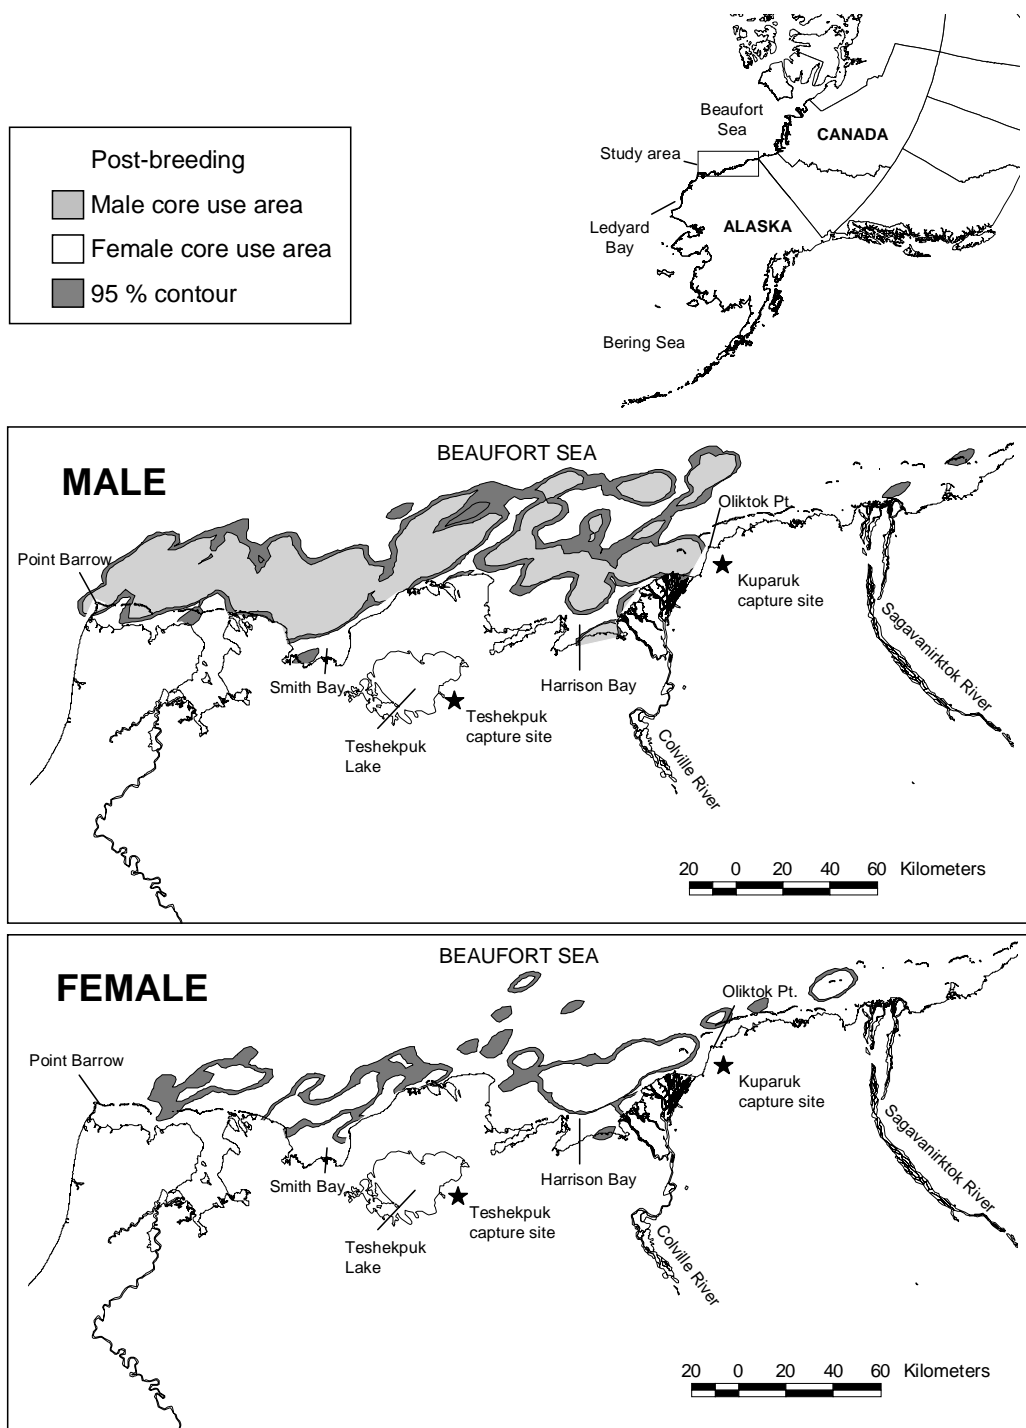 Post-breeding
Male core use area
Female core use area
95 % contour
Beaufort
Sea
CANADA
Study area
Ledyard
Bay
ALASKA
Bering Sea
BEAUFORT SEA
MALE
Oliktok Pt.
Point Barrow
Kuparuk
capture site
Sagavanirktok River
Smith Bay
Harrison Bay
Teshekpuk
capture site
Teshekpuk
Lake
Colville River
20 0 20 40 60 Kilometers
BEAUFORT SEA
FEMALE
Oliktok Pt.
Point Barrow
Kuparuk
capture site
Sagavanirktok River
Smith Bay
Harrison Bay
Teshekpuk
capture site
Teshekpuk
Lake
Colville River
20 0 20 40 60 Kilometers